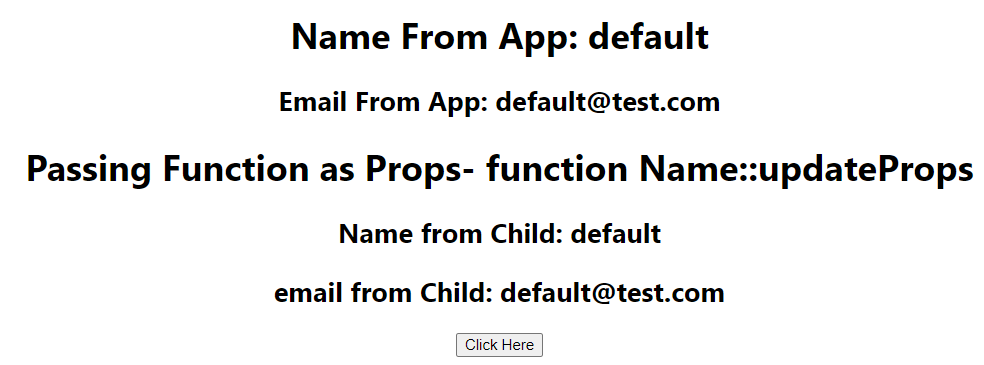 Name From App: default
Email From App: default@test.com
Passing Function as Props- function Name::updateProps
Name from Child: default
email from Child: default@test.com
Click Here